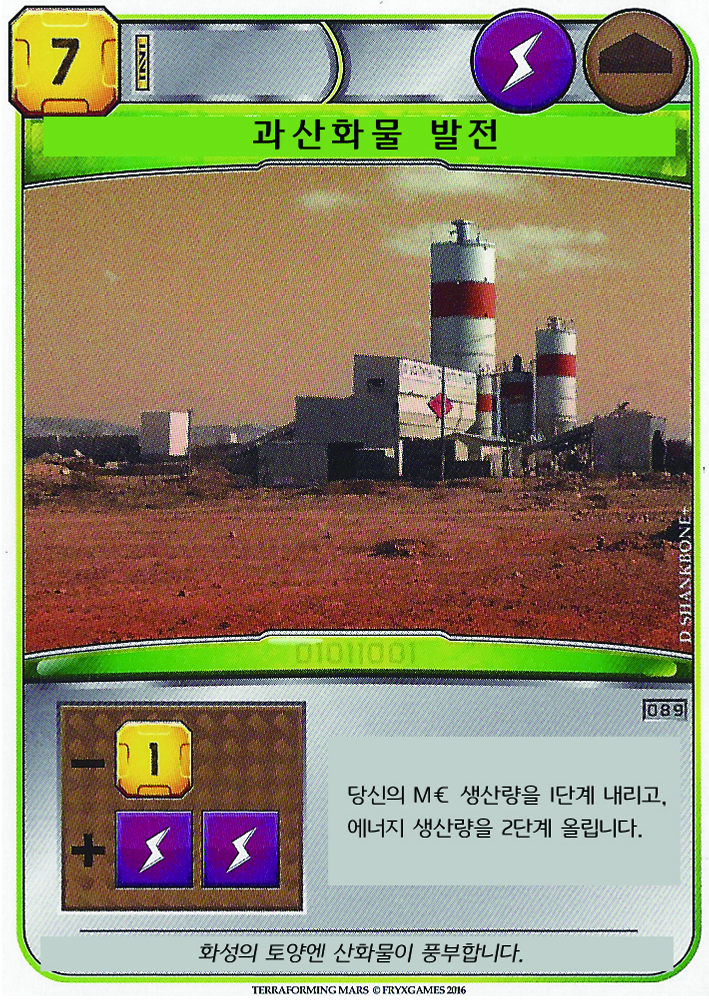 7
과산화물 발전
D SHANKBONE
01011001
089
- 1
+
당신의 M€ 생산량을 1단계 내리고,
에너지 생산량을 2단계 올립니다.
화성의 토양엔 산화물이 풍부합니다.
TERRAFORMING MARS © FRYXGAMES 2016